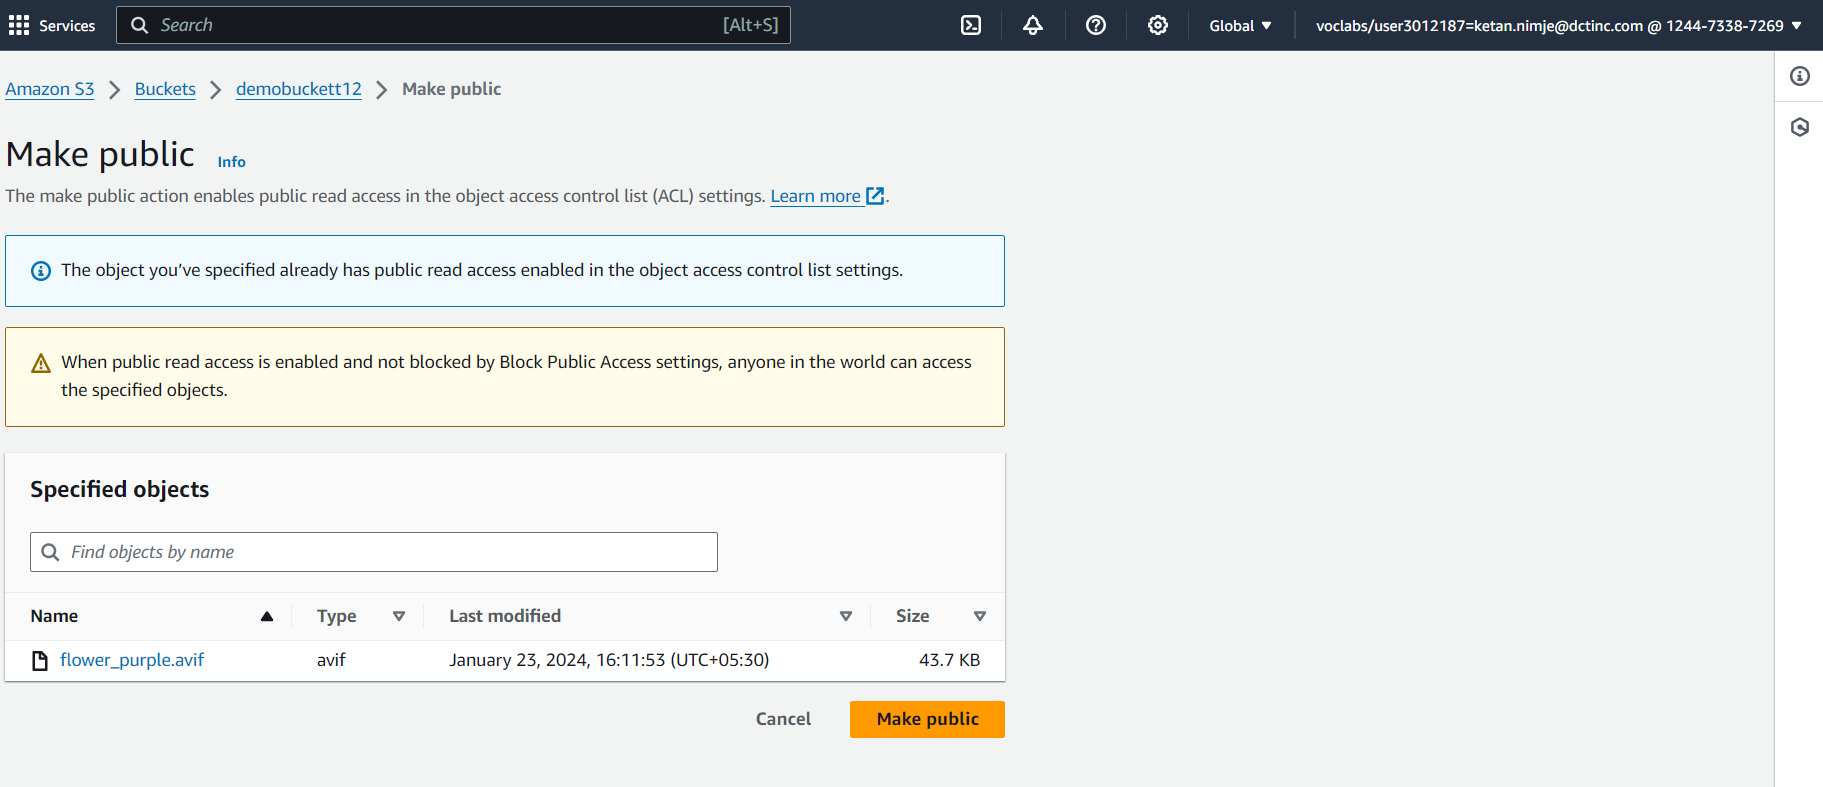 Services
Search [Alt+S]
Global
voclabs/user3012187=ketan.nimje@dctinc.com @ 1244-7338-7269
Amazon S3 Buckets demobuckett12 Make public
Make public Info
The make public action enables public read access in the object access control list (ACL) settings. Learn more.
The object you've specified already has public read access enabled in the object access control list settings.
When public read access is enabled and not blocked by Block Public Access settings, anyone in the world can access
the specified objects.
Specified objects
Find objects by name
Name Type Last modified Size
flower_purple.avif avif January 23, 2024, 16:11:53 (UTC+05:30) 43.7 KB
Cancel Make public